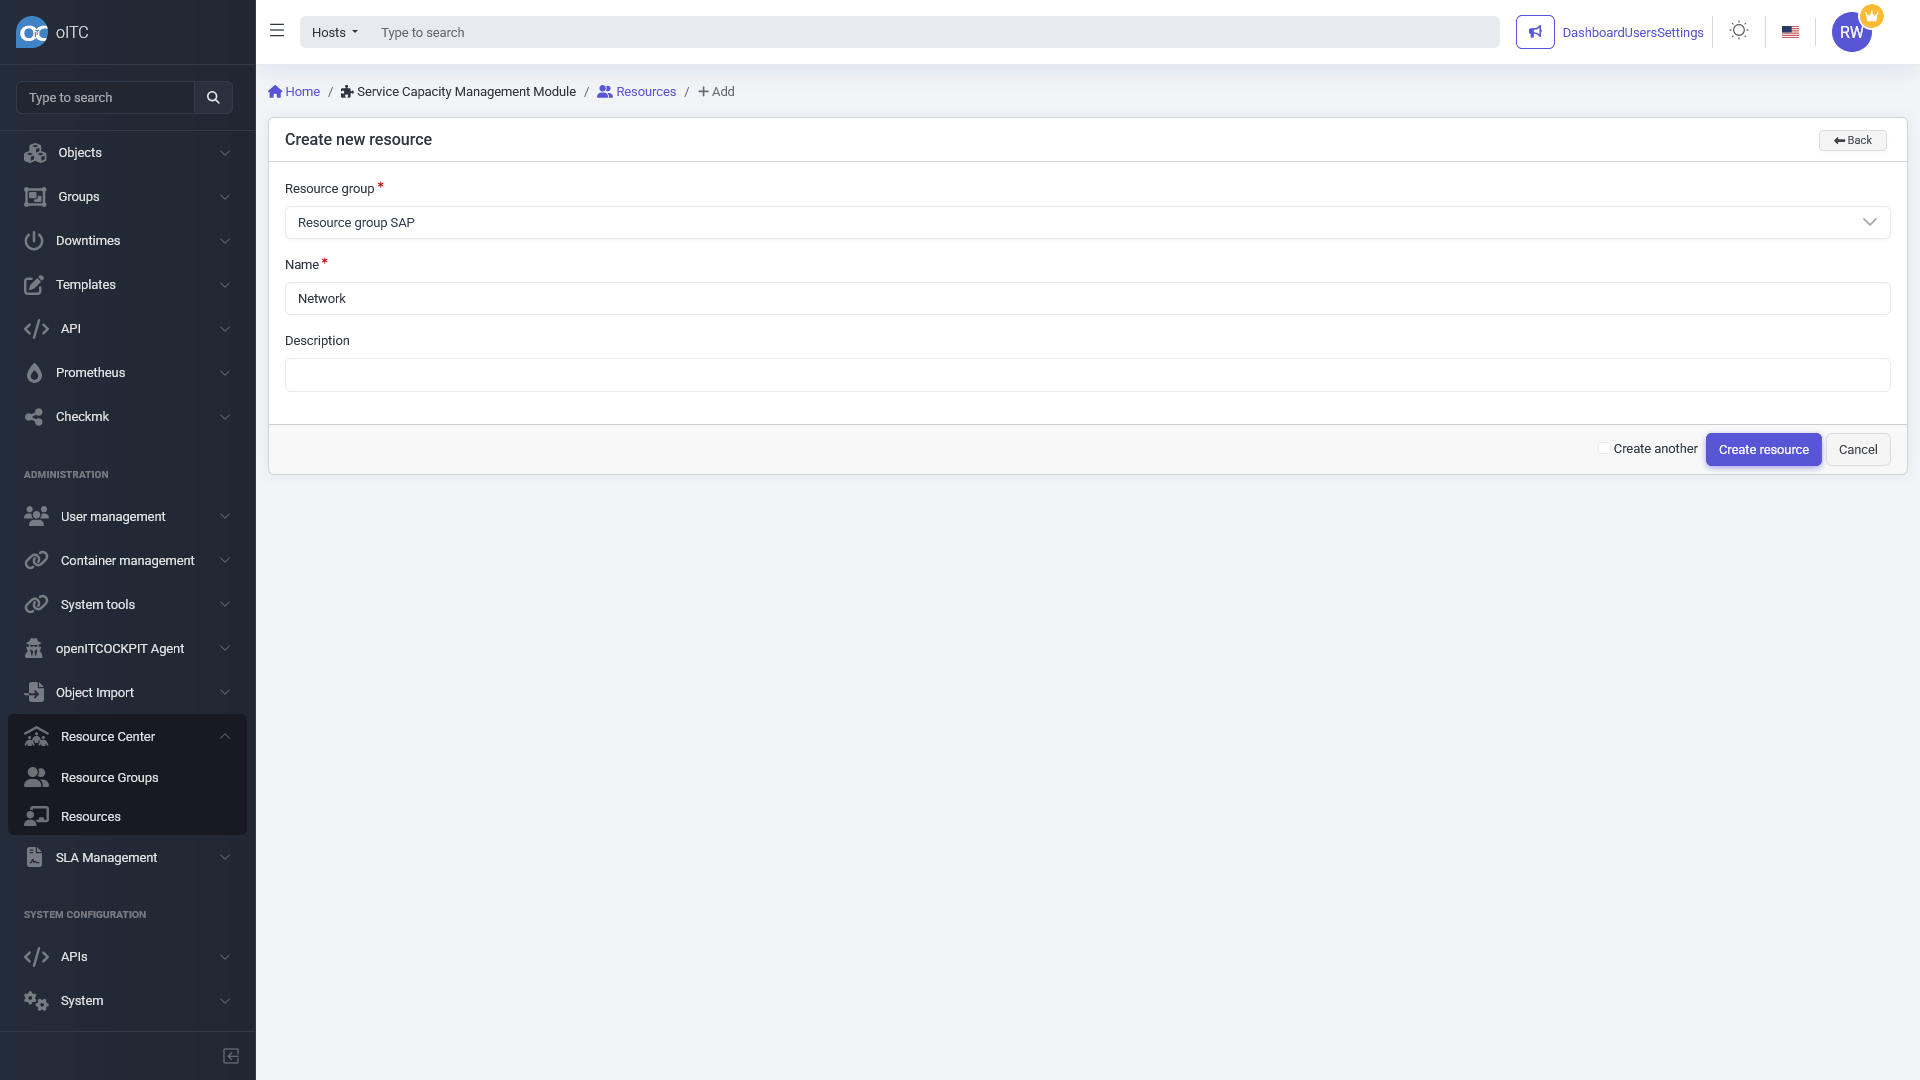 oITC
Hosts
Type to search
DashboardUsersSettings
RW
Type to search
Objects
Groups
Downtimes
Templates
API
Prometheus
Checkmk
ADMINISTRATION
User management
Container management
System tools
openITCOCKPIT Agent
Object Import
Resource Center
Resource Groups
Resources
SLA Management
SYSTEM CONFIGURATION
APIs
System
Home / Service Capacity Management Module / Resources / Add
Create new resource
Back
Resource group *
Resource group SAP
Name *
Network
Description
Create another
Create resource
Cancel